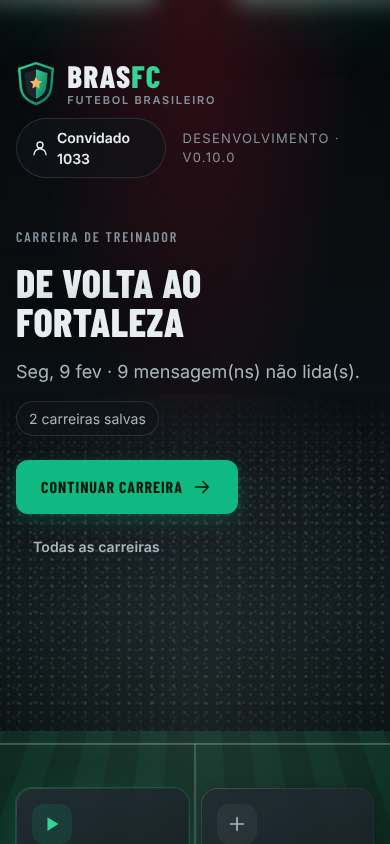 BRASFC
FUTEBOL BRASILEIRO
Convidado
1033
DESENVOLVIMENTO ·
V0.10.0
CARREIRA DE TREINADOR
DE VOLTA AO
FORTALEZA
Seg, 9 fev · 9 mensagem(ns) não lida(s).
2 carreiras salvas
CONTINUAR CARREIRA →
Todas as carreiras